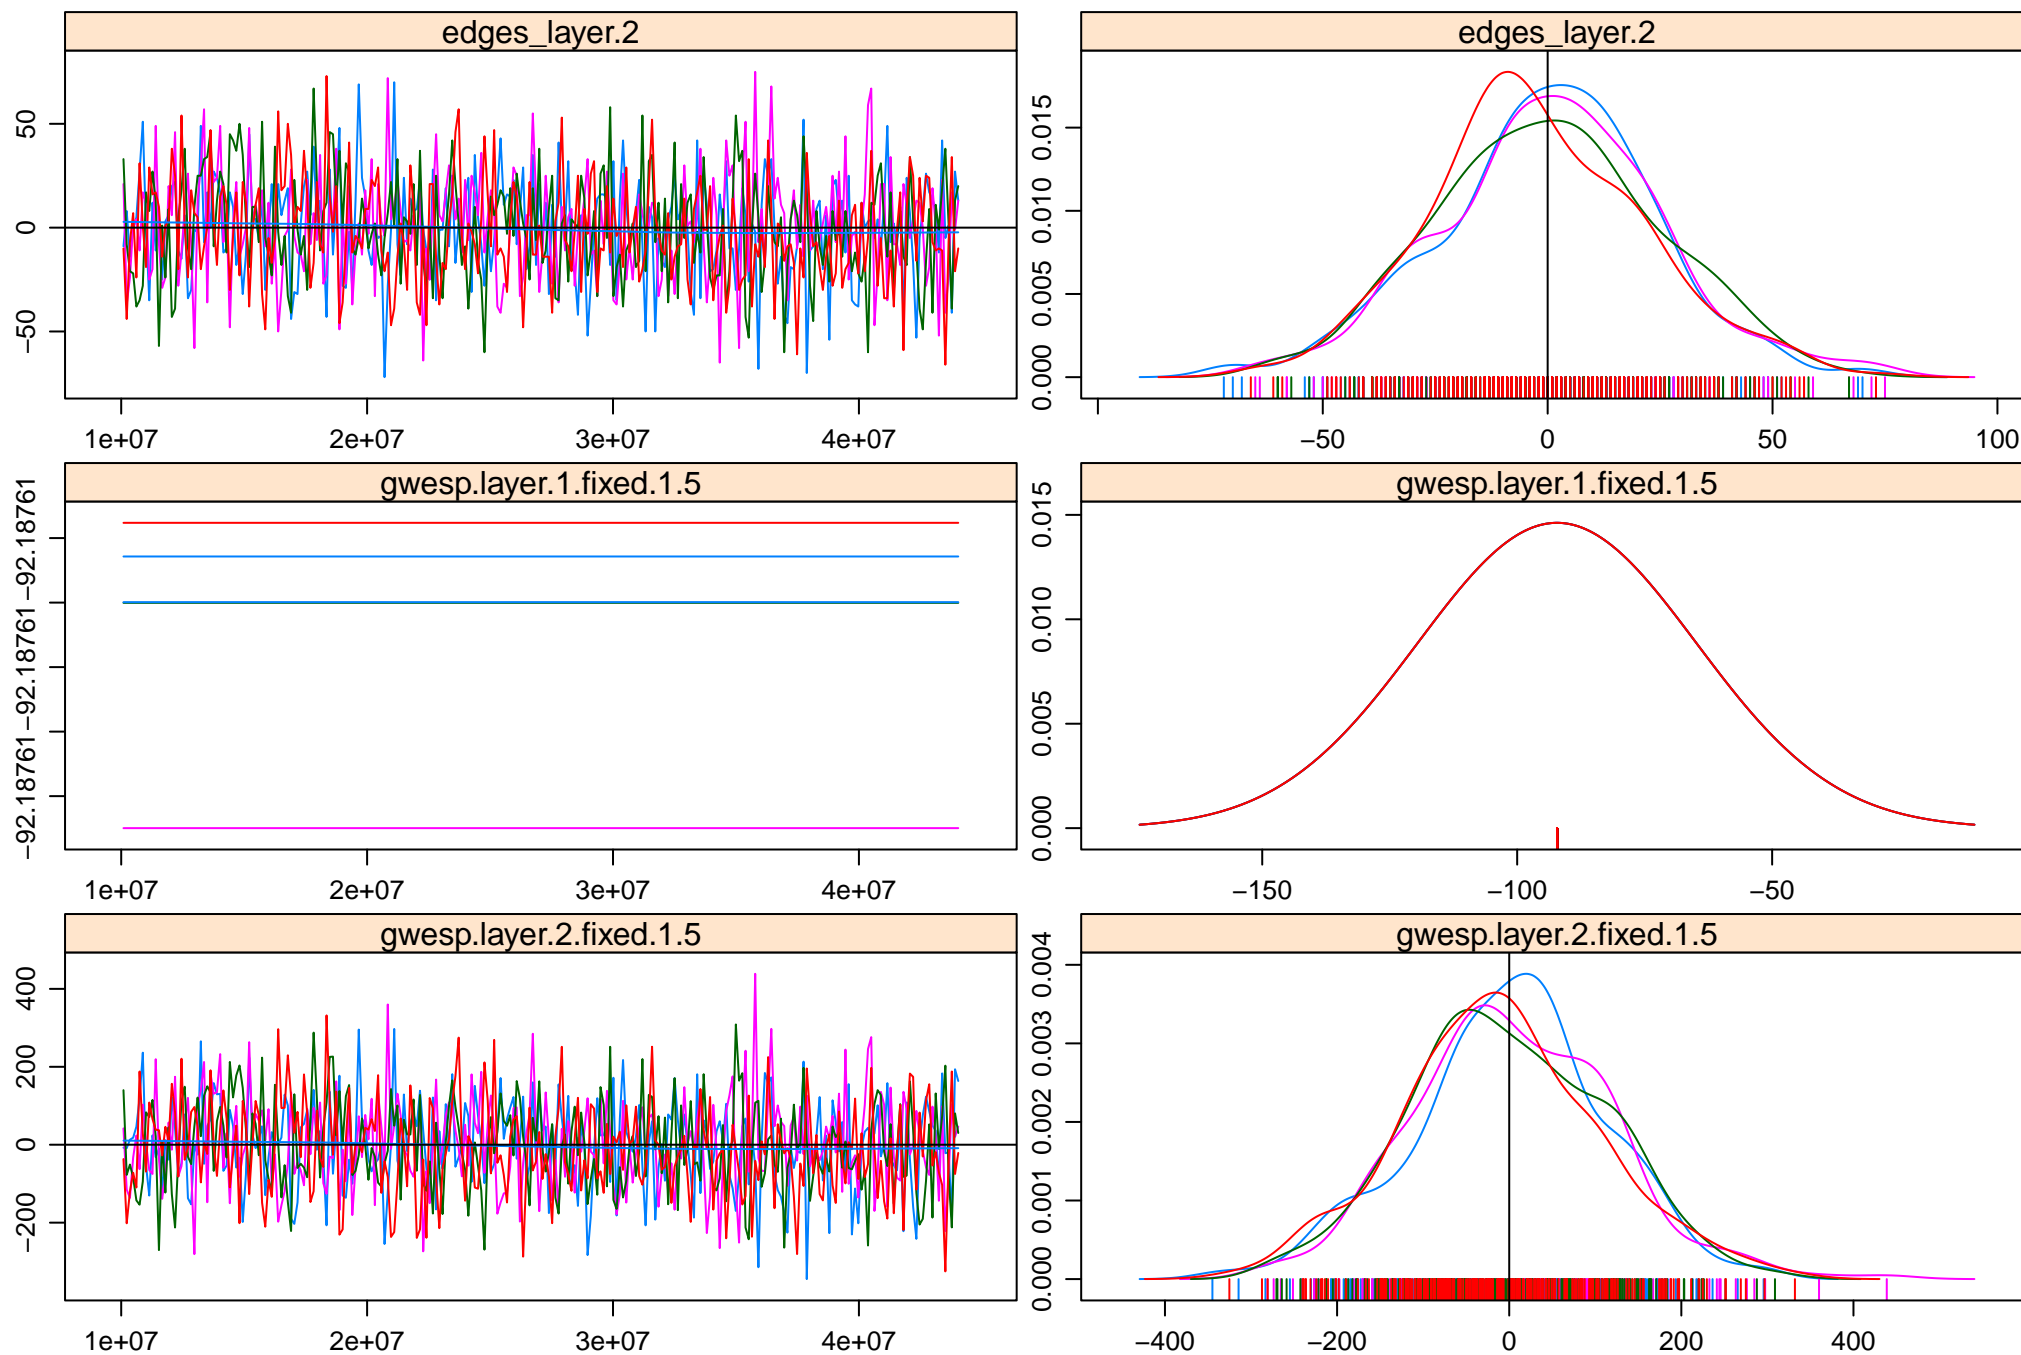 edges_layer.2
edges_layer.2
50
0
−50
1e+07 2e+07 3e+07 4e+07
0.015
0.010
0.005
0.000
−50 0 50 100
gwesp.layer.1.fixed.1.5
gwesp.layer.1.fixed.1.5
−92.18761 −92.18761 −92.18761
1e+07 2e+07 3e+07 4e+07
0.015
0.010
0.005
0.000
−150 −100 −50
gwesp.layer.2.fixed.1.5
gwesp.layer.2.fixed.1.5
400
200
0
−200
1e+07 2e+07 3e+07 4e+07
0.004
0.003
0.002
0.001
0.000
−400 −200 0 200 400